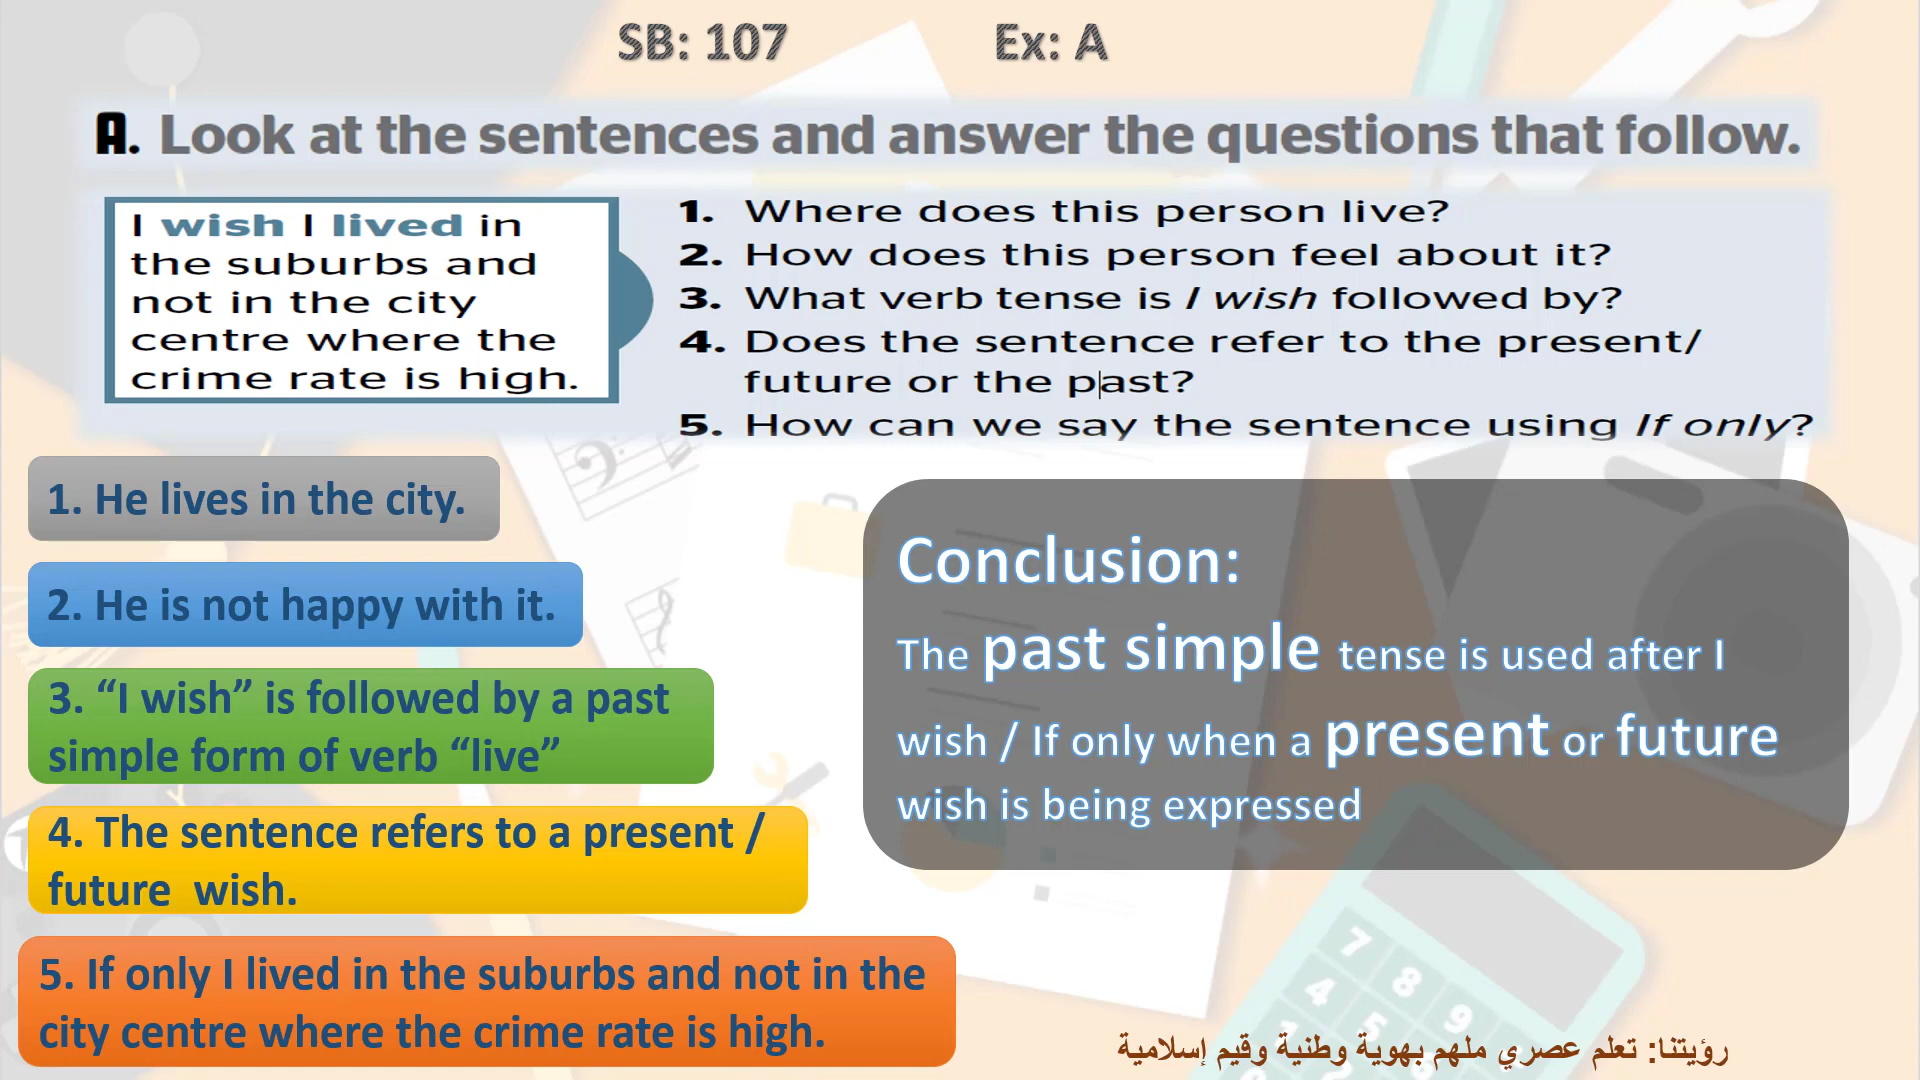 SB: 107 Ex: A
A. Look at the sentences and answer the questions that follow.
I wish I lived in
the suburbs and
not in the city
centre where the
crime rate is high.
1. Where does this person live?
2. How does this person feel about it?
3. What verb tense is I wish followed by?
4. Does the sentence refer to the present/
future or the past?
5. How can we say the sentence using If only?
1. He lives in the city.
2. He is not happy with it.
3. “I wish” is followed by a past
simple form of verb “live”
4. The sentence refers to a present /
future wish.
5. If only I lived in the suburbs and not in the
city centre where the crime rate is high.
Conclusion:
The past simple tense is used after I
wish / If only when a present or future
wish is being expressed
7
8
9
4
5
رؤيتنا: تعلم عصري ملهم بهوية وطنية وقيم إسلامية